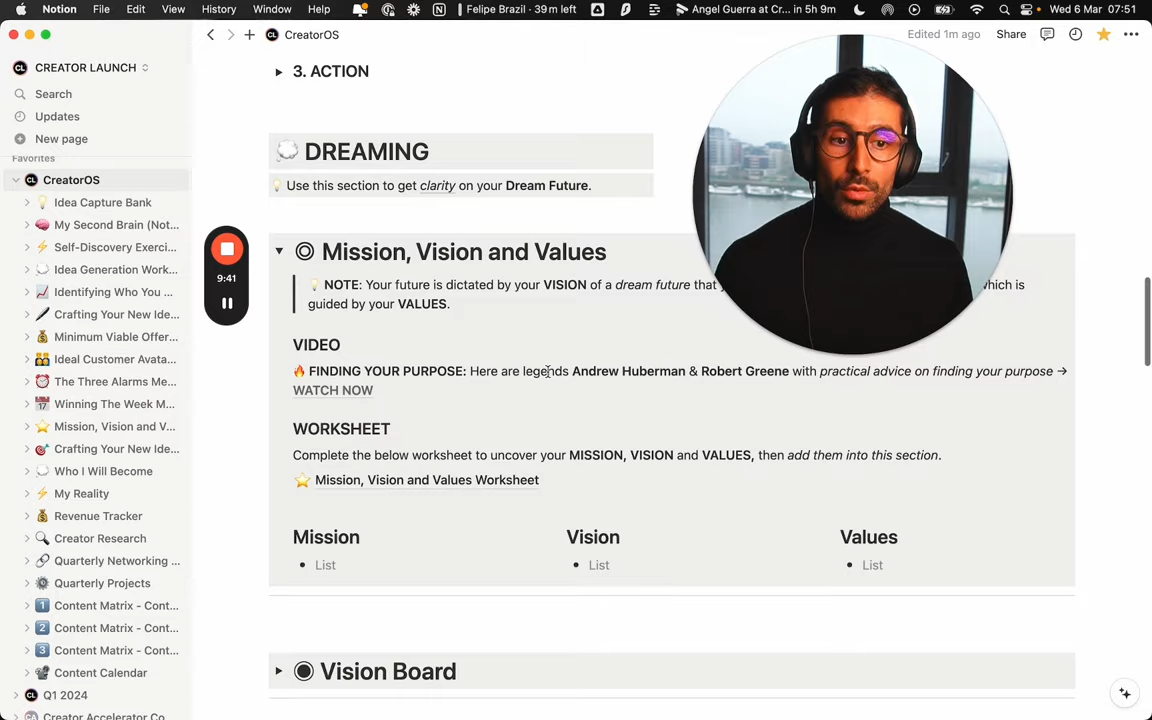 Notion File Edit View History Window Help Felipe Brazil · 39 m left Angel Guerra at Cr... in 5h 9m Wed 6 Mar 07:51
CreatorOS Edited 1m ago Share
CREATOR LAUNCH
Search
Updates
New page
Favorites
CreatorOS
Idea Capture Bank
My Second Brain (Not...
Self-Discovery Exerci...
Idea Generation Work...
Identifying Who You ...
Crafting Your New Ide...
Minimum Viable Offer...
Ideal Customer Avata...
The Three Alarms Me...
Winning The Week M...
Mission, Vision and V...
Crafting Your New Ide...
Who I Will Become
My Reality
Revenue Tracker
Creator Research
Quarterly Networking ...
Quarterly Projects
Content Matrix - Cont...
Content Matrix - Cont...
Content Matrix - Cont...
Content Calendar
Q1 2024
Creator Accelerator Co
9:41
3. ACTION
DREAMING
Use this section to get clarity on your Dream Future.
Mission, Vision and Values
NOTE: Your future is dictated by your VISION of a dream future that which is
guided by your VALUES.
VIDEO
FINDING YOUR PURPOSE: Here are legends Andrew Huberman & Robert Greene with practical advice on finding your purpose →
WATCH NOW
WORKSHEET
Complete the below worksheet to uncover your MISSION, VISION and VALUES, then add them into this section.
Mission, Vision and Values Worksheet
Mission Vision Values
• List • List • List
Vision Board